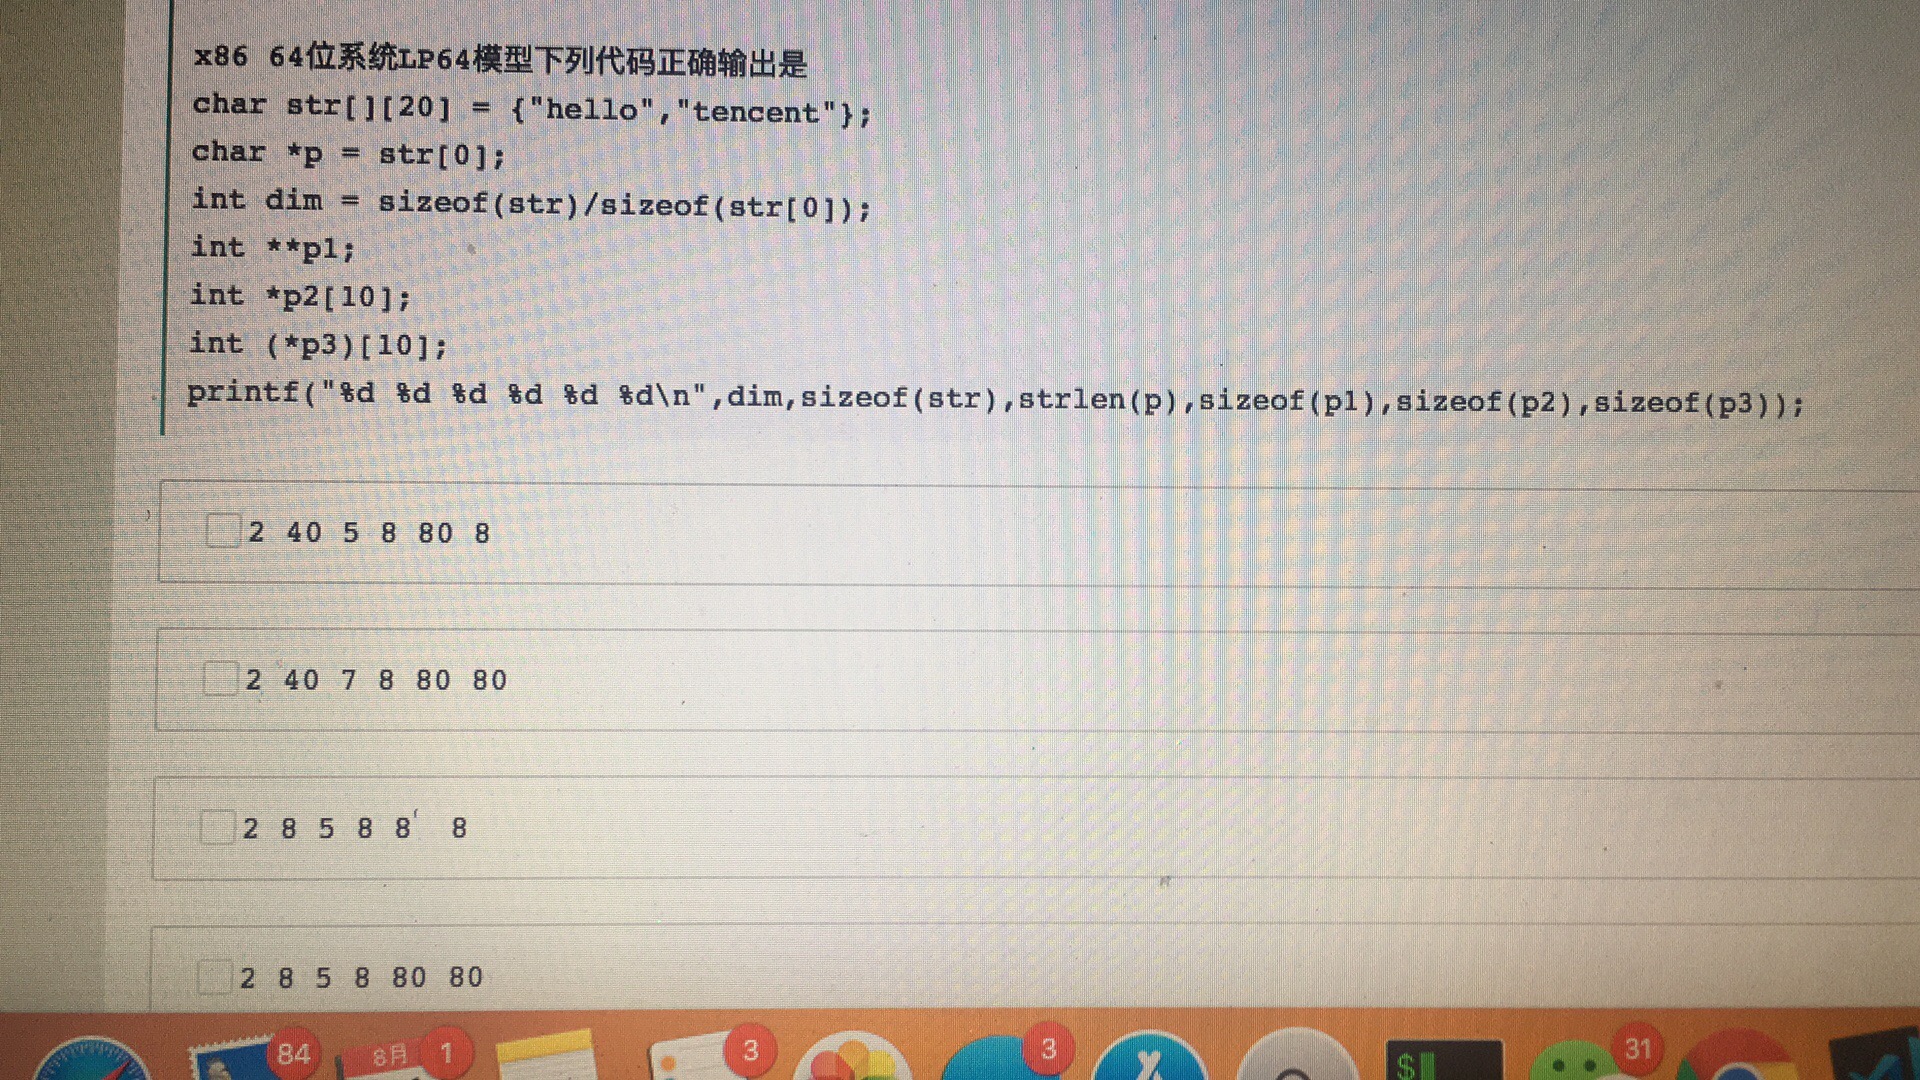 x86 64位系统LP64模型下列代码正确输出是
char str[][20] = {"hello","tencent"};
char *p = str[0];
int dim = sizeof(str)/sizeof(str[0]);
int **p1;
int *p2[10];
int (*p3)[10];
printf("%d %d %d %d %d %d\n",dim,sizeof(str),strlen(p),sizeof(p1),sizeof(p2),sizeof(p3));
2 40 5 8 80 8
2 40 7 8 80 80
2 8 5 8 8 8
2 8 5 8 80 80
84
8月
1
3
3
$
31